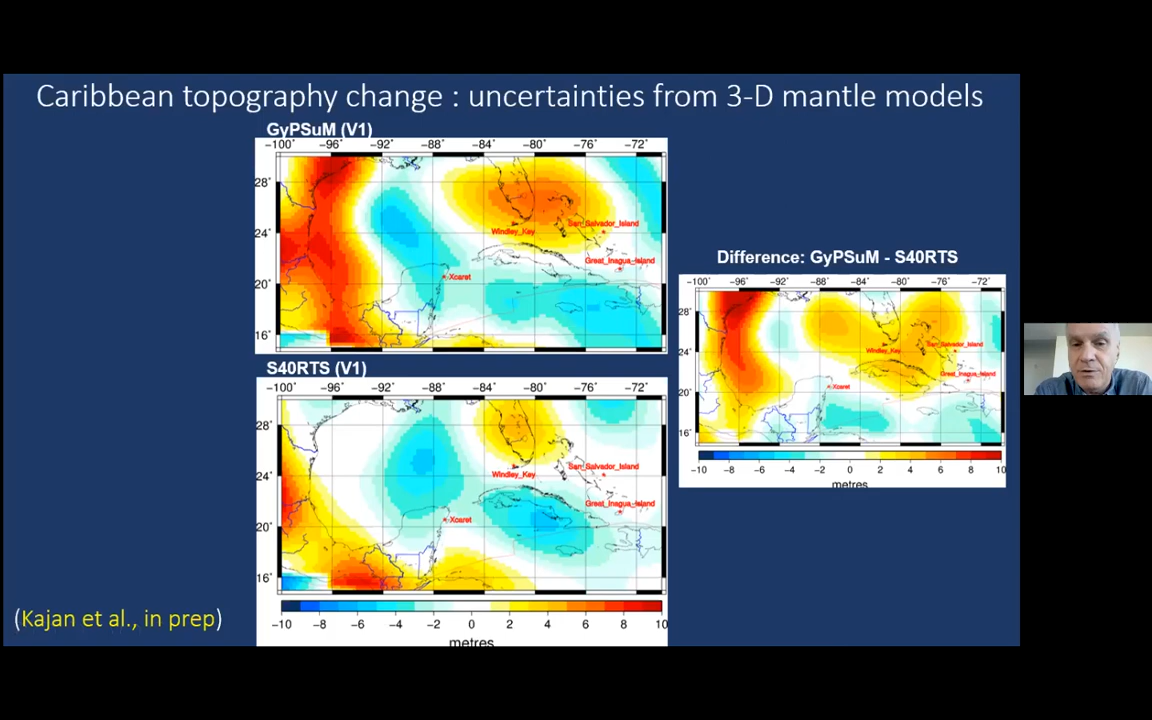 Caribbean topography change : uncertainties from 3-D mantle models
GyPSuM (V1)
−100° −96° −92° −88° −84° −80° −76° −72°
28°
24°
20°
16°
San_Salvador_Island
Windley_Key
Great_Inagua_Island
Xcaret
S40RTS (V1)
−100° −96° −92° −88° −84° −80° −76° −72°
28°
24°
20°
16°
San_Salvador_Island
Windley_Key
Great_Inagua_Island
Xcaret
−10 −8 −6 −4 −2 0 2 4 6 8 10
metres
Difference: GyPSuM - S40RTS
−100° −96° −92° −88° −84° −80° −76° −72°
28°
24°
20°
16°
San_Salvador_Island
Windley_Key
Great_Inagua_Island
Xcaret
−10 −8 −6 −4 −2 0 2 4 6 8 10
metres
(Kajan et al., in prep)